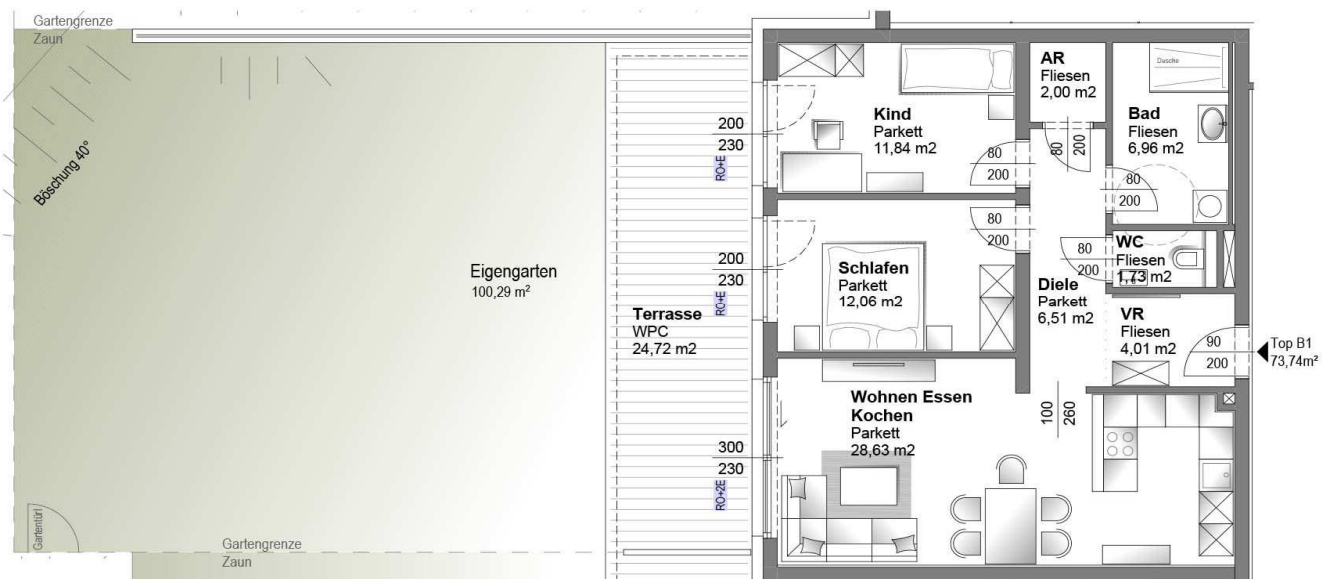 Gartengrenze
Zaun
Böschung 40°
Eigengarten
100,29 m²
Gartentürl
Gartengrenze
Zaun
Terrasse
WPC
24,72 m2
200
230
RO+E
200
230
RO+E
300
230
RO+2E
Kind
Parkett
11,84 m2
80
200
AR
Fliesen
2,00 m2
80
200
Dusche
Bad
Fliesen
6,96 m2
80
200
Schlafen
Parkett
12,06 m2
80
200
WC
Fliesen
1,73 m2
80
200
Diele
Parkett
6,51 m2
VR
Fliesen
4,01 m2
90
200
Top B1
73,74m²
Wohnen Essen
Kochen
Parkett
28,63 m2
100
260